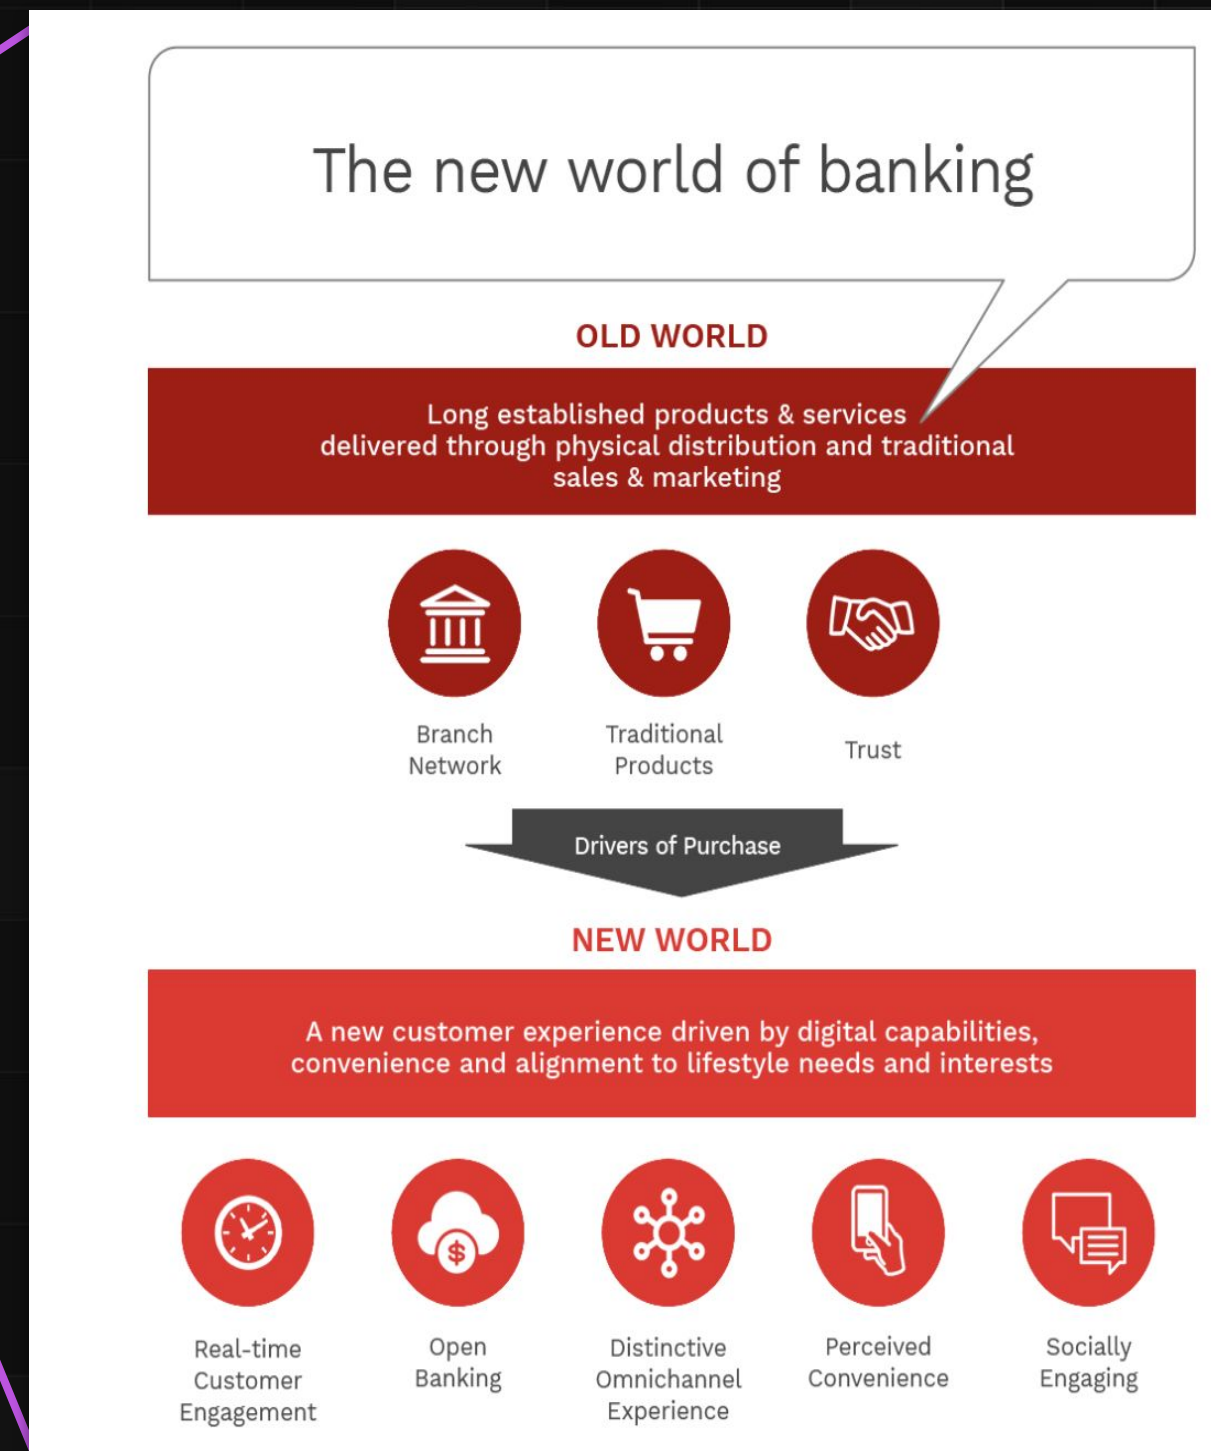 The new world of banking
OLD WORLD
Long established products & services
delivered through physical distribution and traditional
sales & marketing
Branch
Network
Traditional
Products
Trust
Drivers of Purchase
NEW WORLD
A new customer experience driven by digital capabilities,
convenience and alignment to lifestyle needs and interests
Real-time
Customer
Engagement
Open
Banking
Distinctive
Omnichannel
Experience
Perceived
Convenience
Socially
Engaging